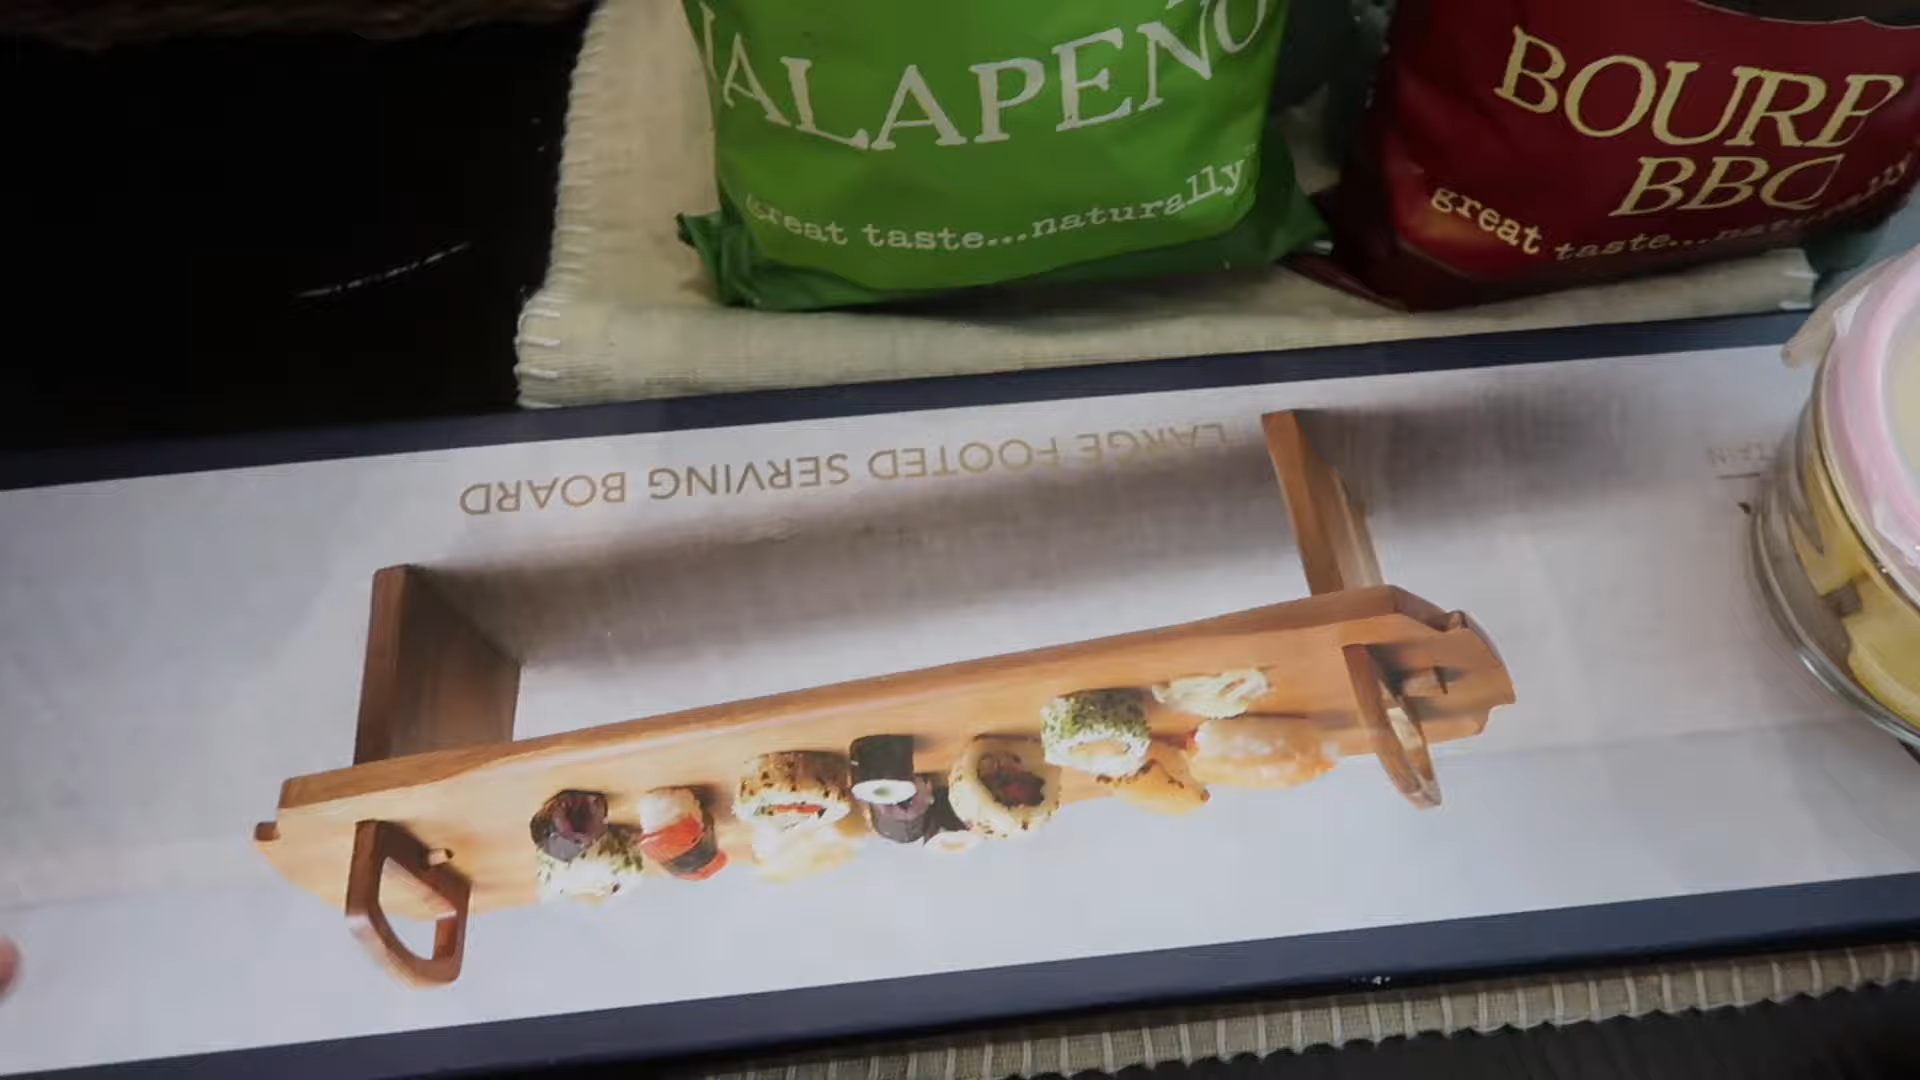 JALAPEÑO
great taste...naturally"
BOURB
BBQ
"great taste...naturally
LARGE FOOTED SERVING BOARD